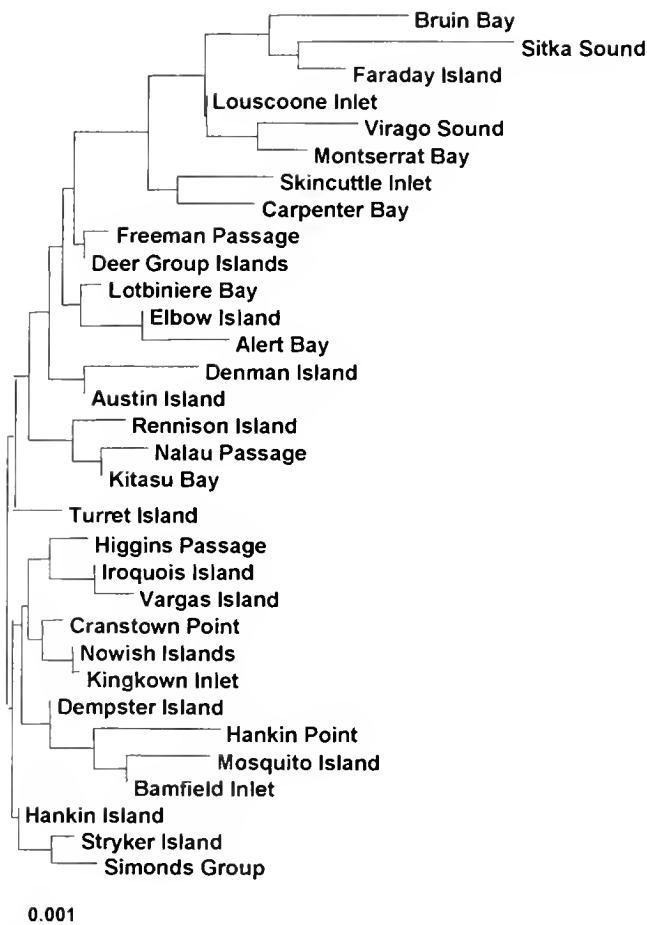 Bruin Bay
Sitka Sound
Faraday Island
Louscoone Inlet
Virago Sound
Montserrat Bay
Skincuttle Inlet
Carpenter Bay
Freeman Passage
Deer Group Islands
Lotbiniere Bay
Elbow Island
Alert Bay
Denman Island
Austin Island
Rennison Island
Nalau Passage
Kitasu Bay
Turret Island
Higgins Passage
Iroquois Island
Vargas Island
Cranstown Point
Nowish Islands
Kingkown Inlet
Dempster Island
Hankin Point
Mosquito Island
Bamfield Inlet
Hankin Island
Stryker Island
Simonds Group
0.001